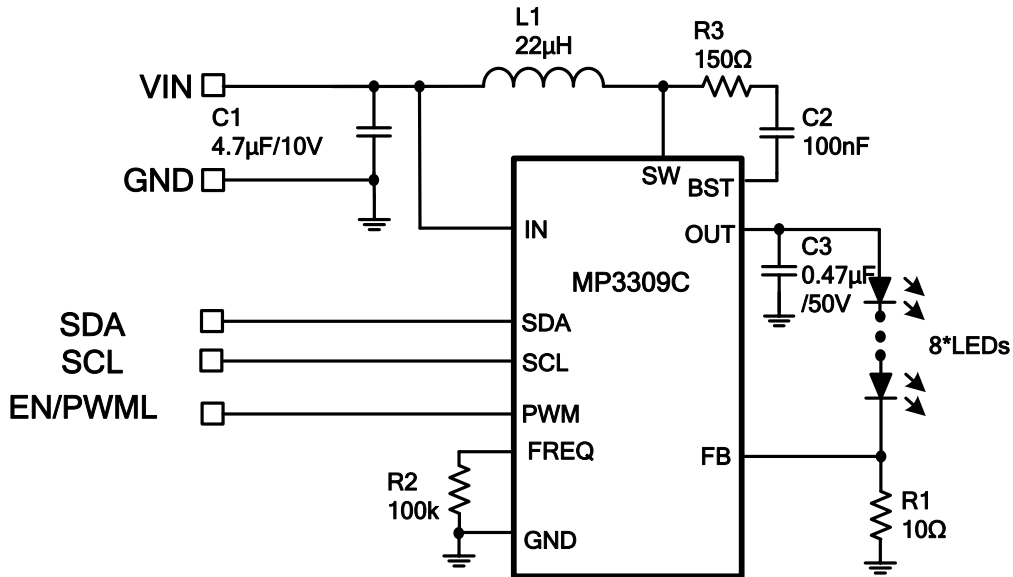 L1
22µH
R3
150Ω
VIN
C1
4.7µF/10V
C2
100nF
GND
SW
BST
IN
OUT
C3
0.47µF
/50V
MP3309C
SDA
SDA
SCL
SCL
8*LEDs
EN/PWML
PWM
FREQ
FB
R2
100k
R1
10Ω
GND